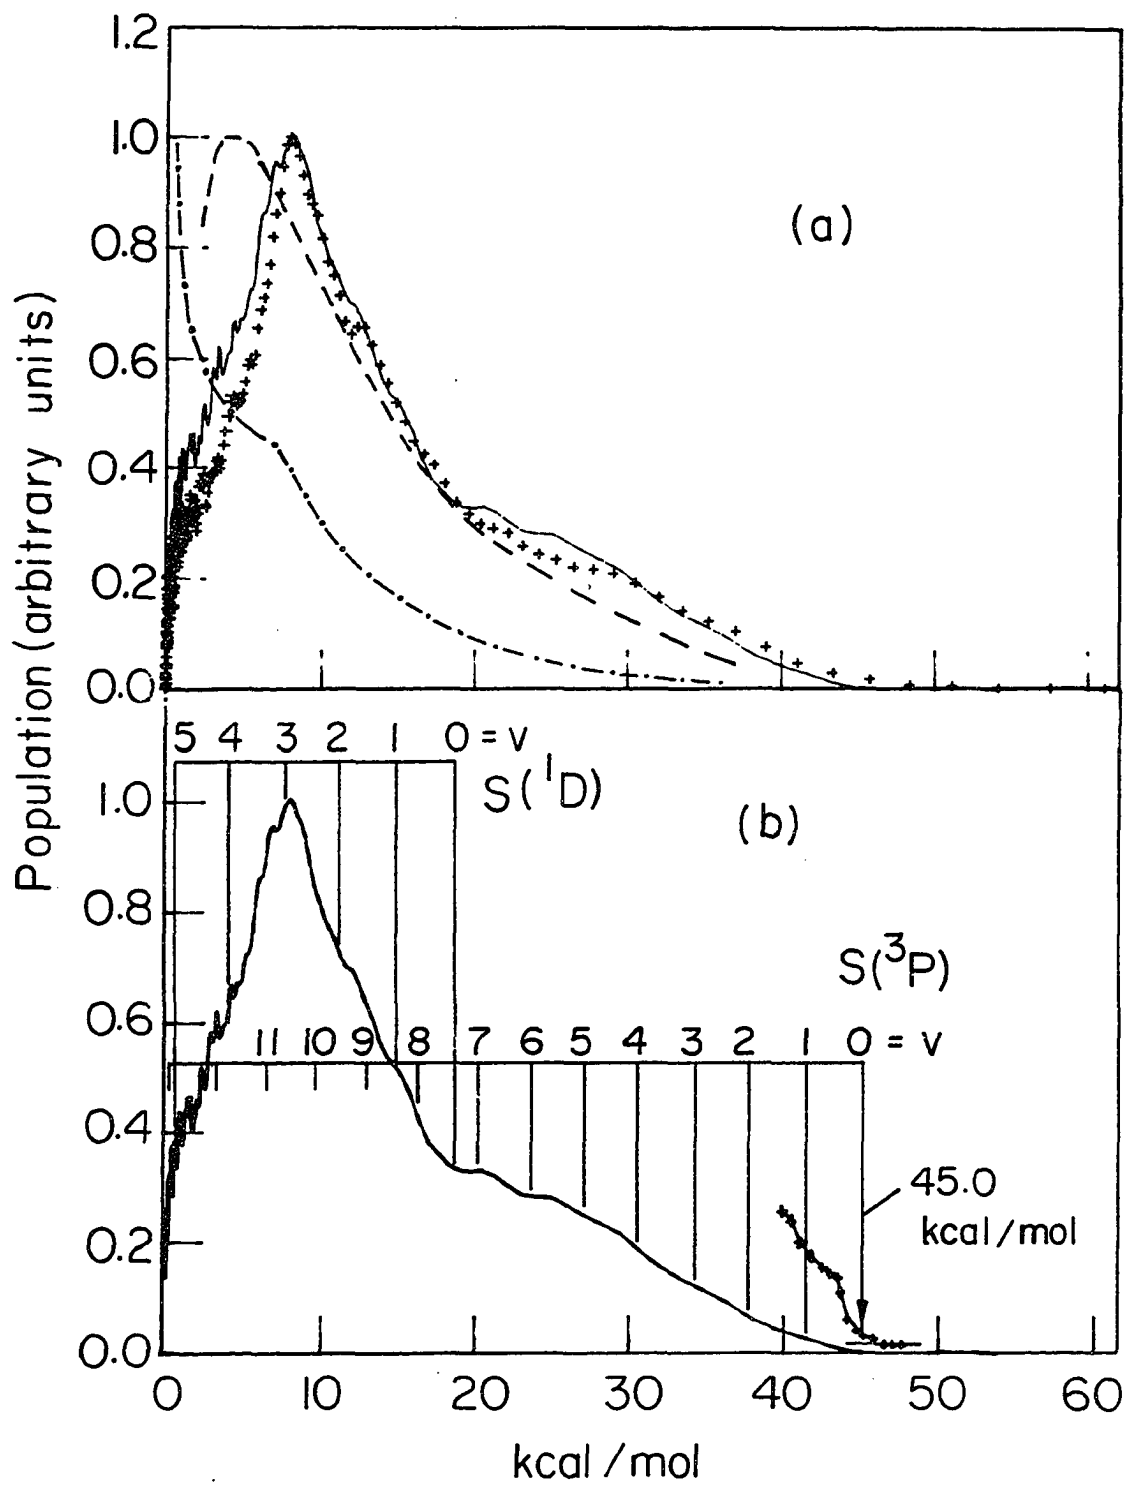 Population (arbitrary units)
1.2
1.0
0.8
0.6
0.4
0.2
0.0
(a)
5 4 3 2 1 0 = v
S(¹D)
(b)
1.0
0.8
0.6
0.4
0.2
0.0
S(³P)
11 10 9 8 7 6 5 4 3 2 1 0 = v
45.0
kcal/mol
0 10 20 30 40 50 60
kcal/mol